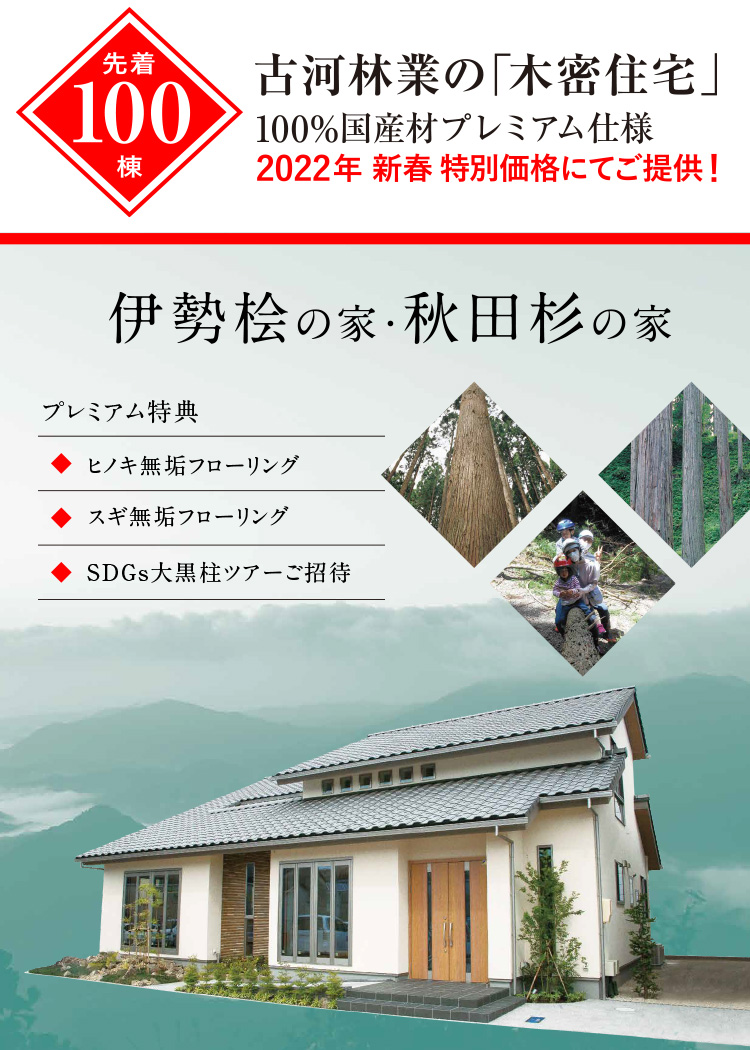 先着
100
棟
古河林業の「木密住宅」
100%国産材プレミアム仕様
2022年 新春 特別価格にてご提供！
伊勢桧の家・秋田杉の家
プレミアム特典
◆ ヒノキ無垢フローリング
◆ スギ無垢フローリング
◆ SDGs大黒柱ツアーご招待